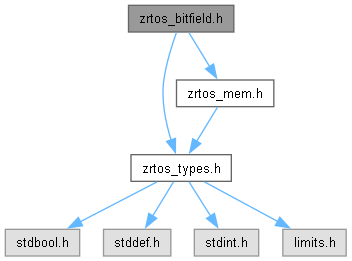 zrtos_bitfield.h
zrtos_mem.h
zrtos_types.h
stdbool.h
stddef.h
stdint.h
limits.h